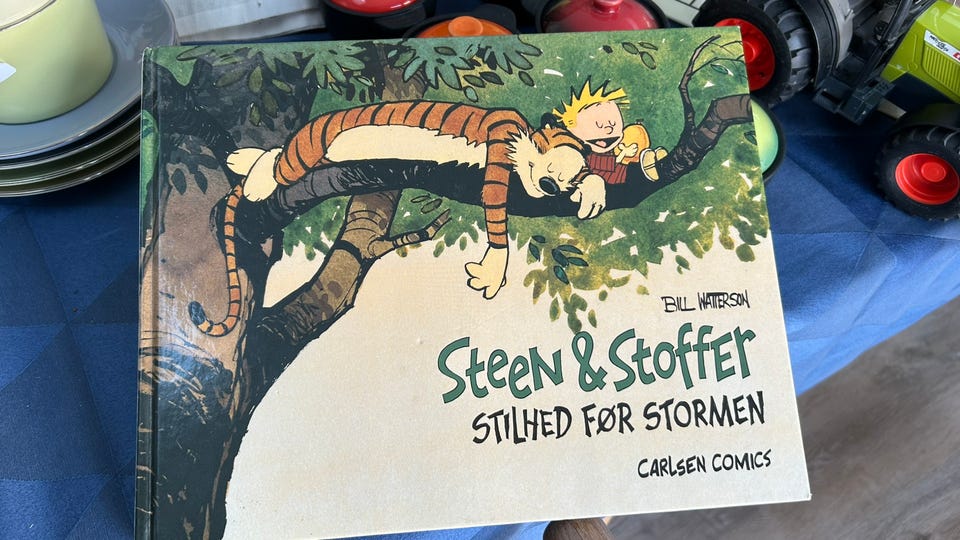 BILL WATTERSON
STEEN & STOFFER
STILHED FØR STORMEN
CARLSEN COMICS